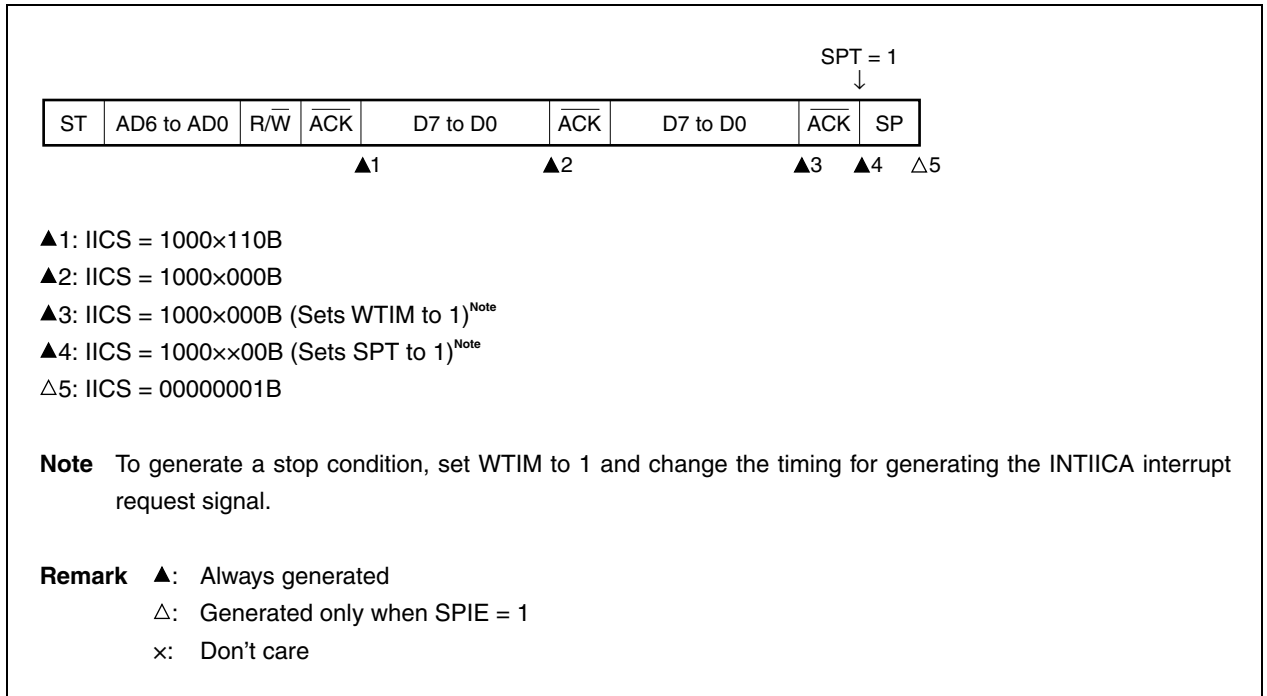 SPT = 1
↓
ST AD6 to AD0 R/W̅ A̅C̅K̅ D7 to D0 A̅C̅K̅ D7 to D0 A̅C̅K̅ SP
▲1 ▲2 ▲3 ▲4 △5
▲1: IICS = 1000×110B
▲2: IICS = 1000×000B
▲3: IICS = 1000×000B (Sets WTIM to 1)Note
▲4: IICS = 1000××00B (Sets SPT to 1)Note
△5: IICS = 00000001B
Note To generate a stop condition, set WTIM to 1 and change the timing for generating the INTIICA interrupt
request signal.
Remark ▲: Always generated
△: Generated only when SPIE = 1
×: Don't care